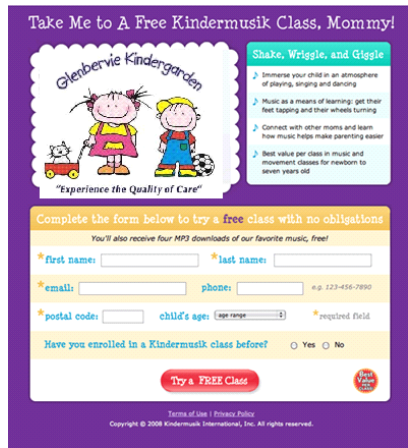 Take Me to A Free Kindermusik Class, Mommy!
Glenbervie Kindergarden
"Experience the Quality of Care"
Shake, Wriggle, and Giggle
Immerse your child in an atmosphere
of playing, singing and dancing
Music as a means of learning: get their
feet tapping and their wheels turning
Connect with other moms and learn
how music helps make parenting easier
Best value per class in music and
movement classes for newborn to
seven years old
Complete the form below to try a free class with no obligations
You'll also receive four MP3 downloads of our favorite music, free!
*first name: *last name:
*email: phone: e.g. 123-456-7890
*postal code: child's age: age range *required field
Have you enrolled in a Kindermusik class before? Yes No
Try a FREE Class
Best
Value
PER
CLASS
Terms of Use | Privacy Policy
Copyright © 2008 Kindermusik International, Inc. All rights reserved.